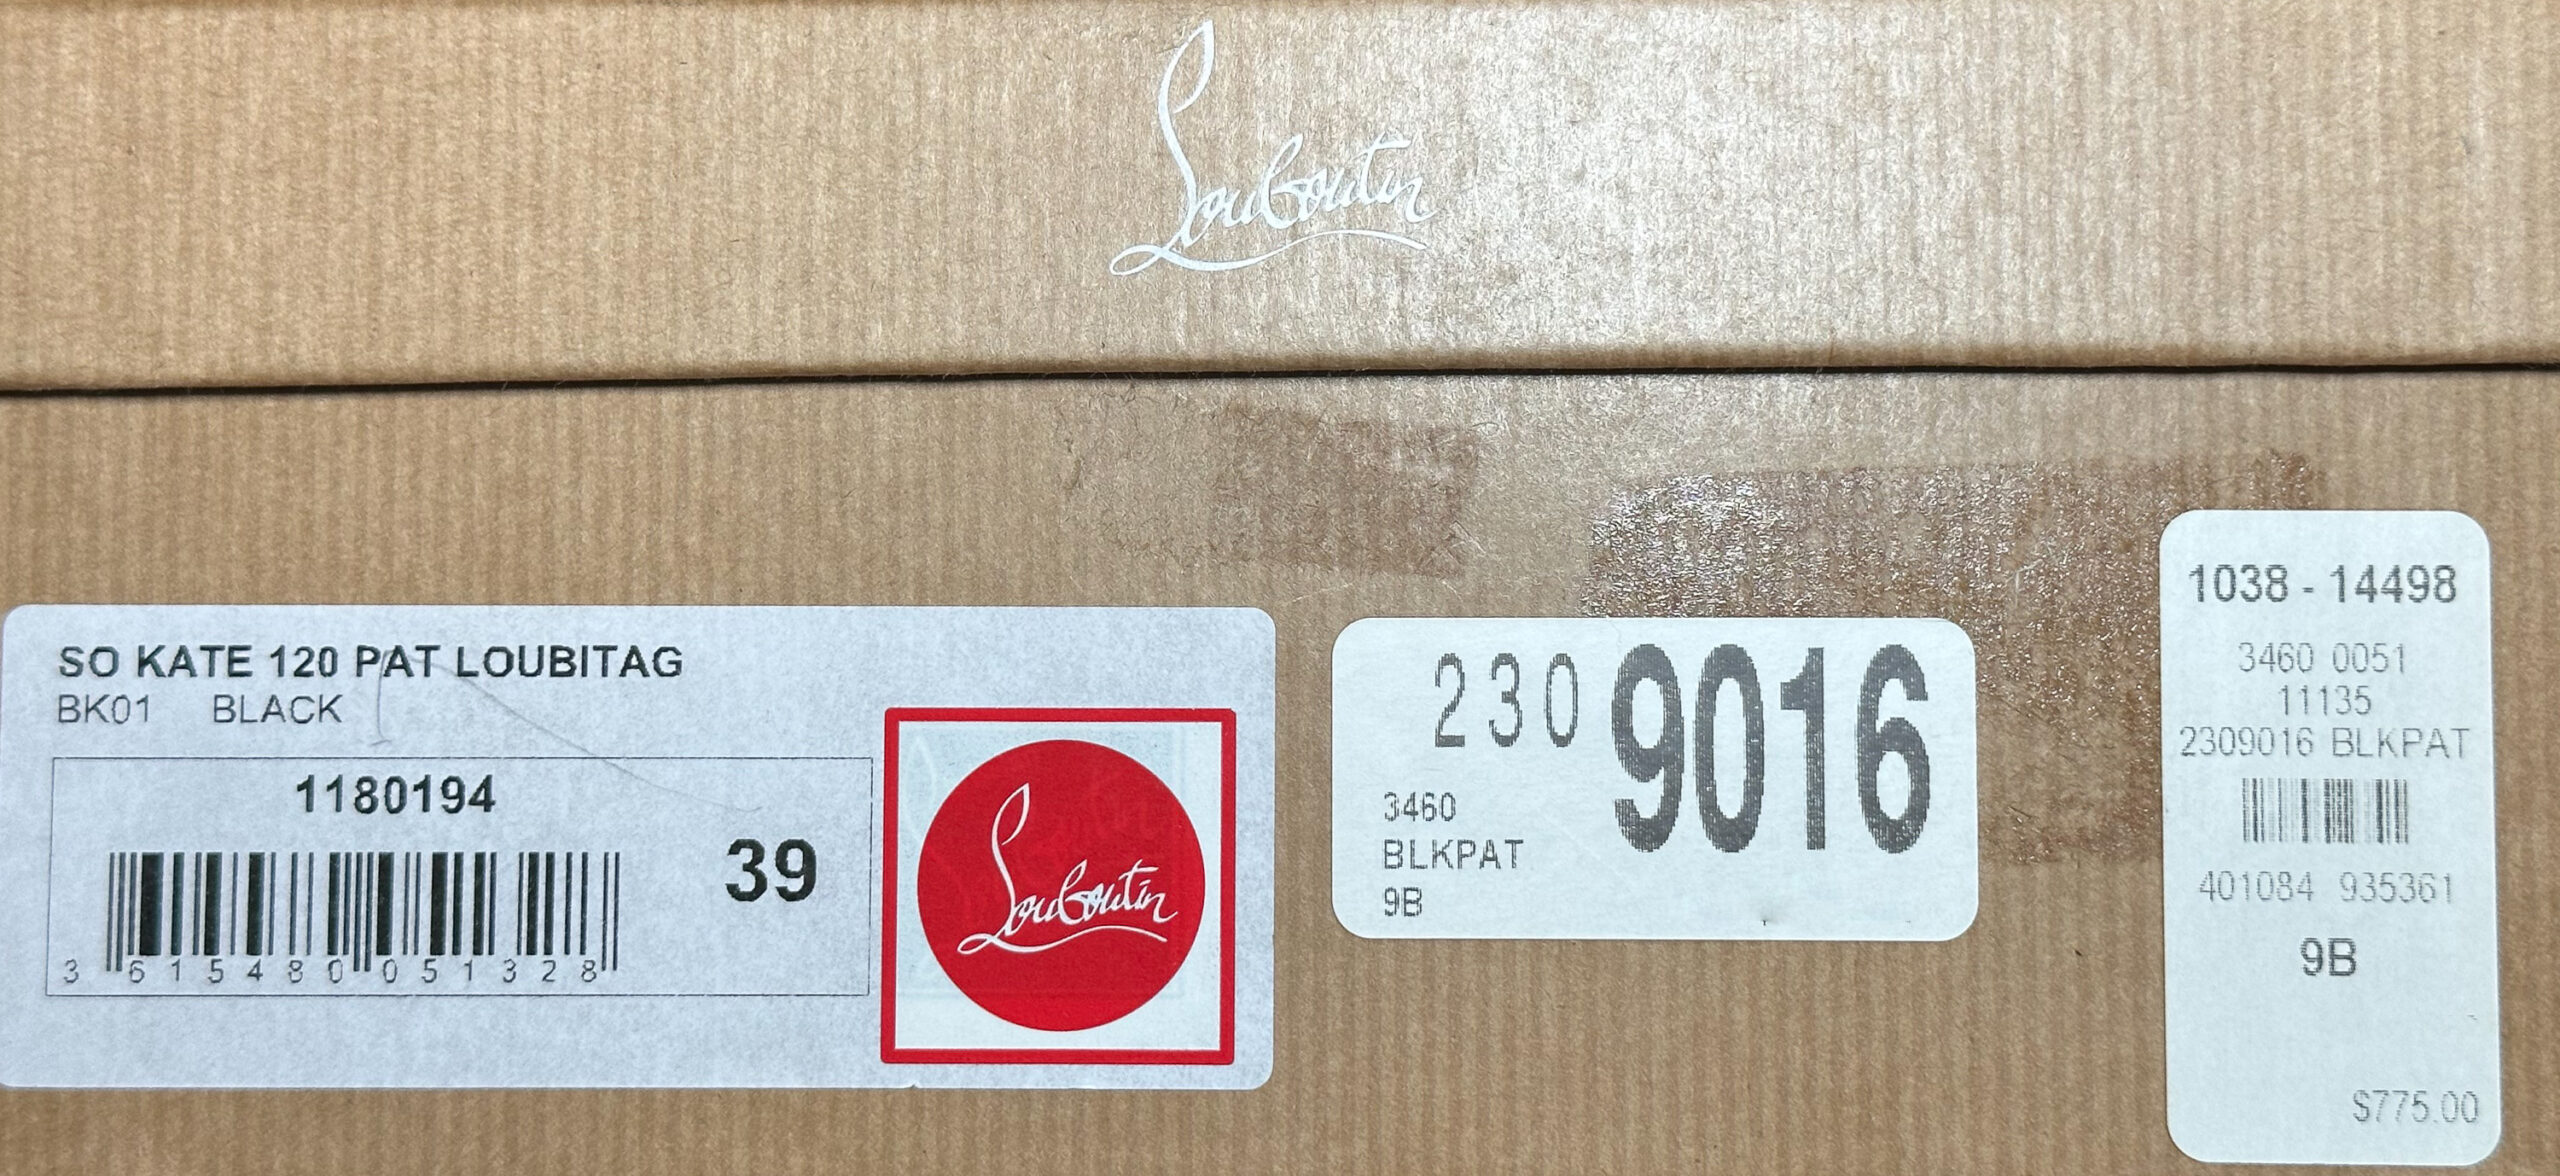 Louboutin
SO KATE 120 PAT LOUBITAG
BK01 BLACK
1180194
39
3 615480 051328
Louboutin
230 9016
3460
BLKPAT
9B
1038 - 14498
3460 0051
11135
2309016 BLKPAT
401084 935361
9B
$775.00